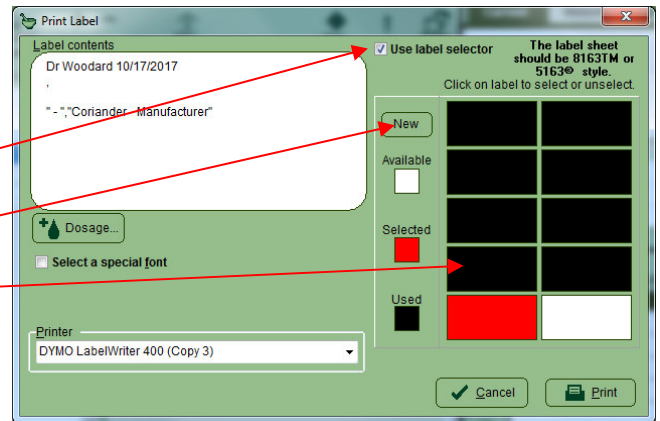 Print Label
Label contents
Dr Woodard 10/17/2017
,
" - ","Coriander - Manufacturer"
Dosage...
Select a special font
Printer
DYMO LabelWriter 400 (Copy 3)
Use label selector
The label sheet
should be 8163TM or
5163® style.
Click on label to select or unselect.
New
Available
Selected
Used
Cancel
Print